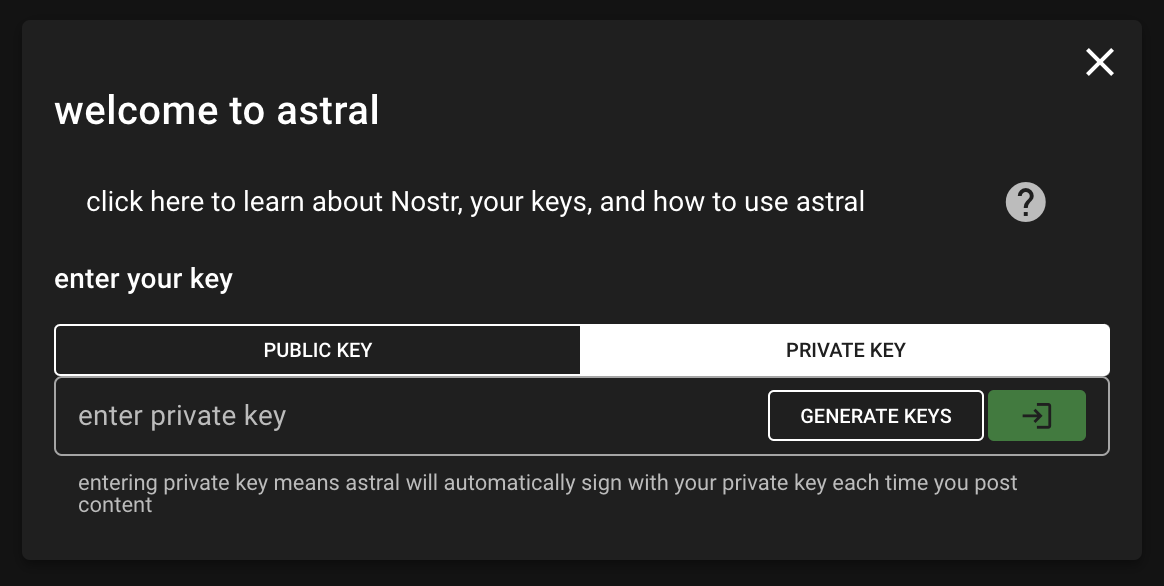 welcome to astral
click here to learn about Nostr, your keys, and how to use astral
?
enter your key
PUBLIC KEY
PRIVATE KEY
enter private key
GENERATE KEYS
entering private key means astral will automatically sign with your private key each time you post
content